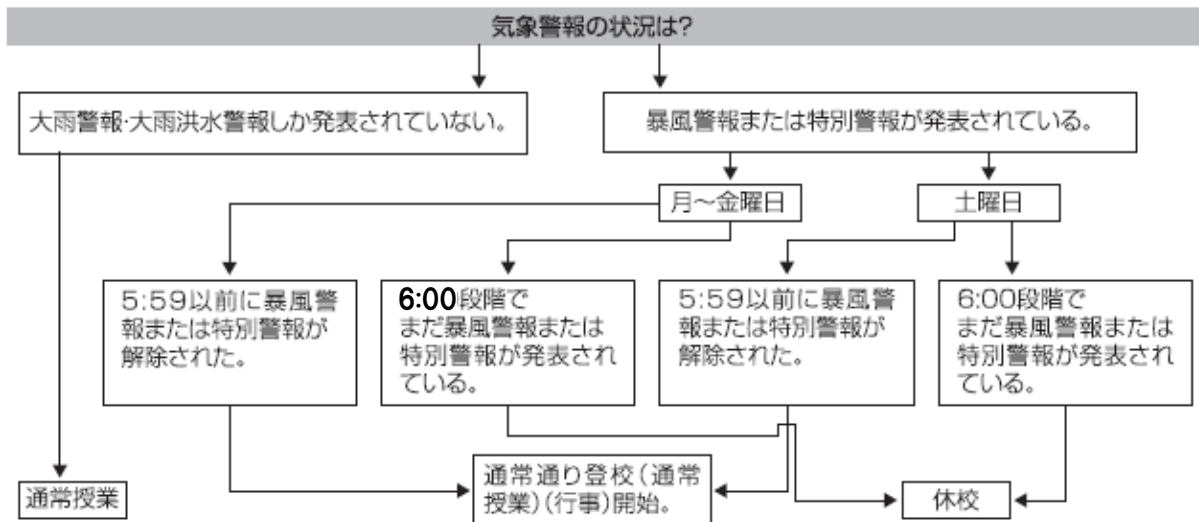 気象警報の状況は?
大雨警報・大雨洪水警報しか発表されていない。
暴風警報または特別警報が発表されている。
月～金曜日
土曜日
5:59以前に暴風警
報または特別警報が
解除された。
6:00段階で
まだ暴風警報または
特別警報が発表され
ている。
5:59以前に暴風警
報または特別警報が
解除された。
6:00段階で
まだ暴風警報または
特別警報が発表され
ている。
通常授業
通常通り登校(通常
授業)(行事)開始。
休校